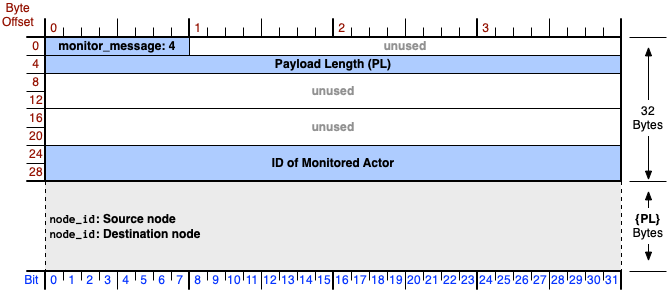 Byte
Offset
0 1 2 3
0 monitor_message: 4 unused
4 Payload Length (PL)
8
unused
12
16
unused
20
24
ID of Monitored Actor
28
32
Bytes
node_id: Source node
node_id: Destination node
{PL}
Bytes
Bit 0 1 2 3 4 5 6 7 8 9 10 11 12 13 14 15 16 17 18 19 20 21 22 23 24 25 26 27 28 29 30 31